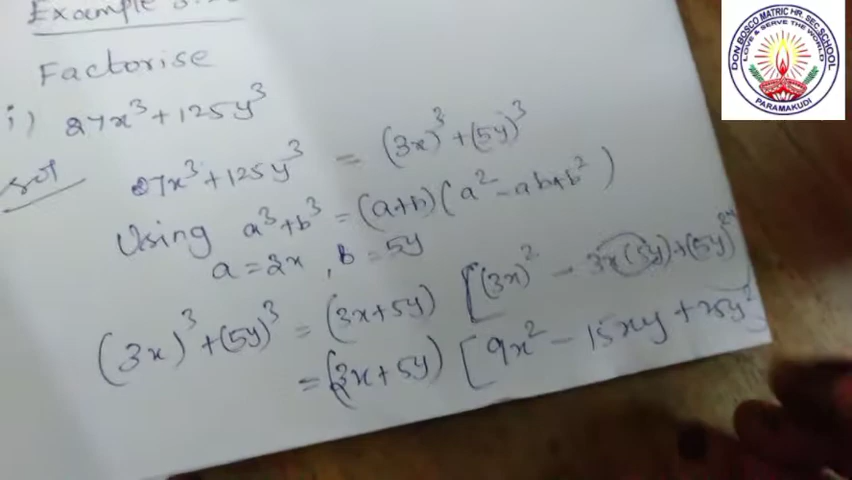 Example 3.
Factorise
i) 27x³ + 125y³
sol
27x³ + 125y³ = (3x)³ + (5y)³
Using a³ + b³ = (a+b)(a² - ab + b²)
a = 3x, b = 5y
(3x)³ + (5y)³ = (3x + 5y) [(3x)² - 3x(5y) + (5y)²
= (3x + 5y) [9x² - 15xy + 25y²
DON BOSCO MATRIC HR. SEC SCHOOL
LOVE & SERVE THE WORLD
PARAMAKUDI